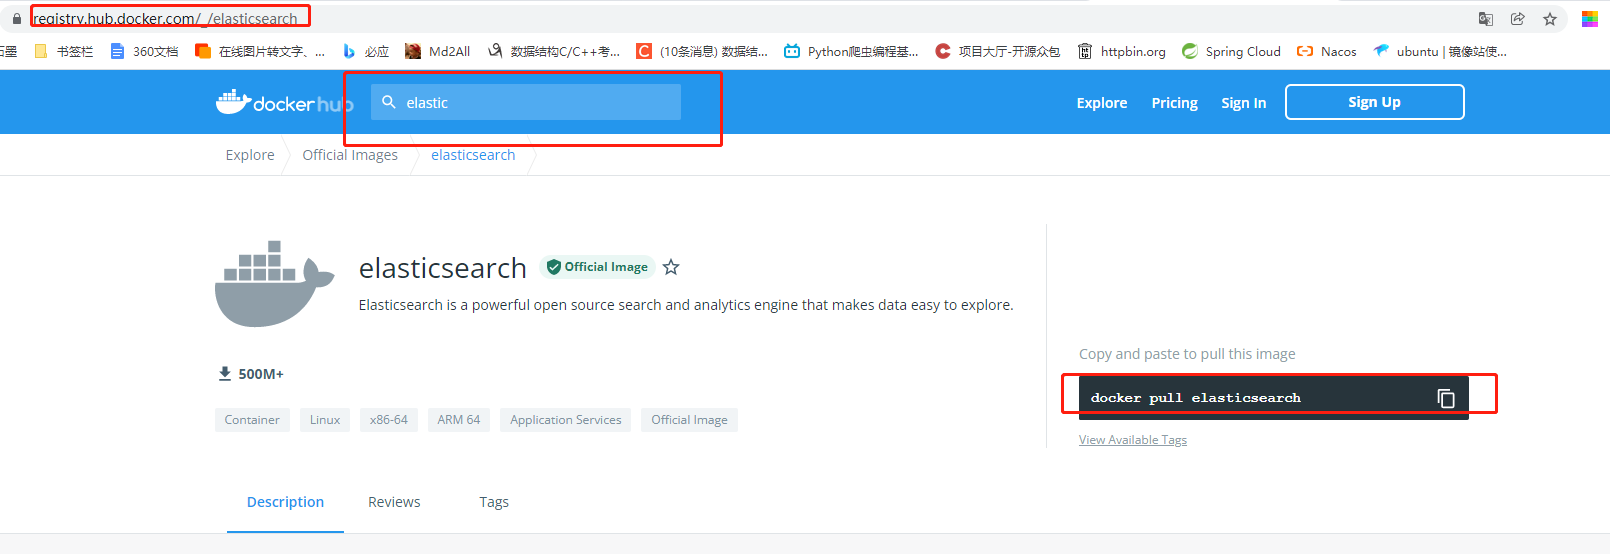 registry.hub.docker.com/_/elasticsearch
石墨 书签栏 360文档 在线图片转文字、... 必应 Md2All 数据结构C/C++考... (10条消息) 数据结... Python爬虫编程基... 项目大厅-开源众包 httpbin.org Spring Cloud Nacos ubuntu | 镜像站使...
docker hub elastic Explore Pricing Sign In Sign Up
Explore Official Images elasticsearch
elasticsearch Official Image
Elasticsearch is a powerful open source search and analytics engine that makes data easy to explore.
500M+
Copy and paste to pull this image
docker pull elasticsearch
Container Linux x86-64 ARM 64 Application Services Official Image
View Available Tags
Description Reviews Tags